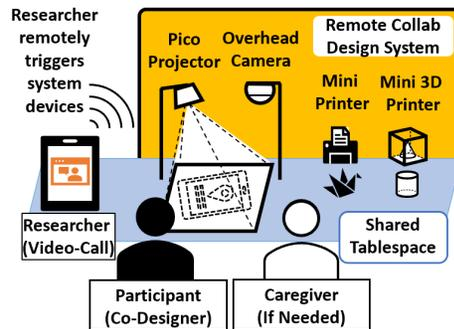 Researcher
remotely
triggers
system
devices
Pico
Projector
Overhead
Camera
Remote Collab
Design System
Mini
Printer
Mini 3D
Printer
Researcher
(Video-Call)
Shared
Tablespace
Participant
(Co-Designer)
Caregiver
(If Needed)